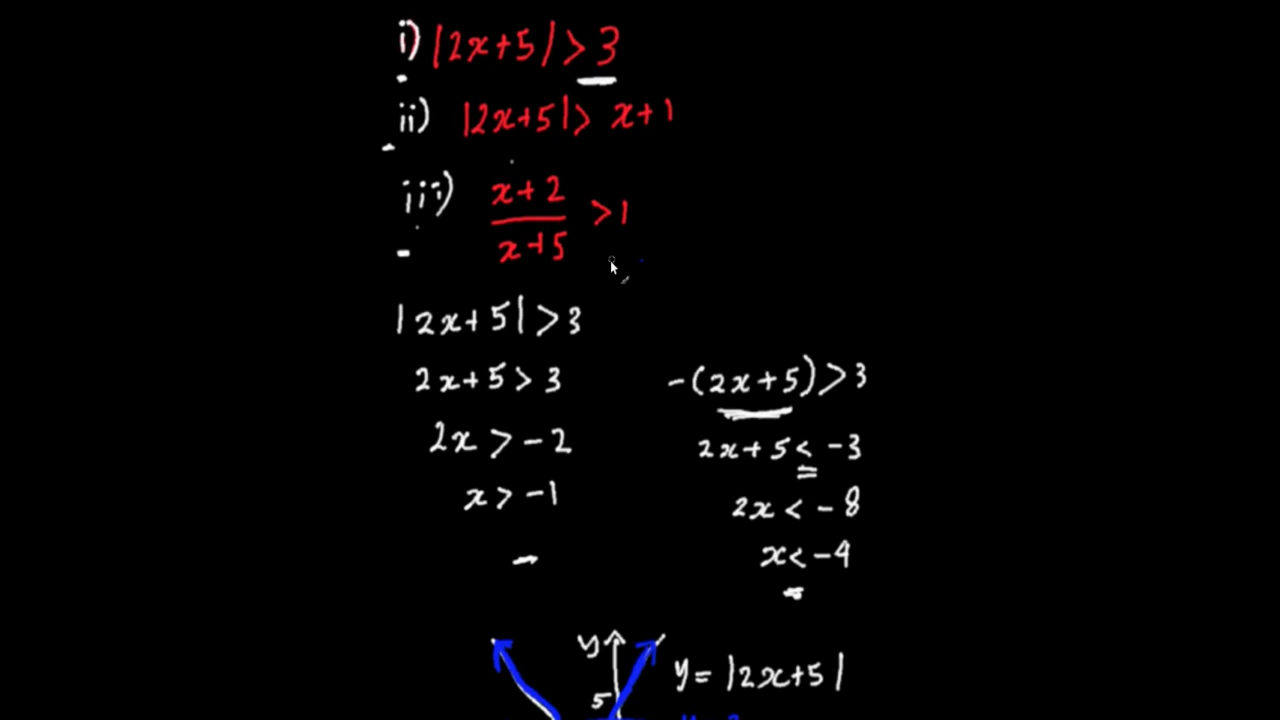 i) |2x+5| > 3
ii) |2x+5| > x+1
iii) x+2 / x+5 > 1
|2x+5| > 3
2x+5 > 3
-(2x+5) > 3
2x > -2
2x+5 < -3
x > -1
2x < -8
x < -4
y
y = |2x+5|
5